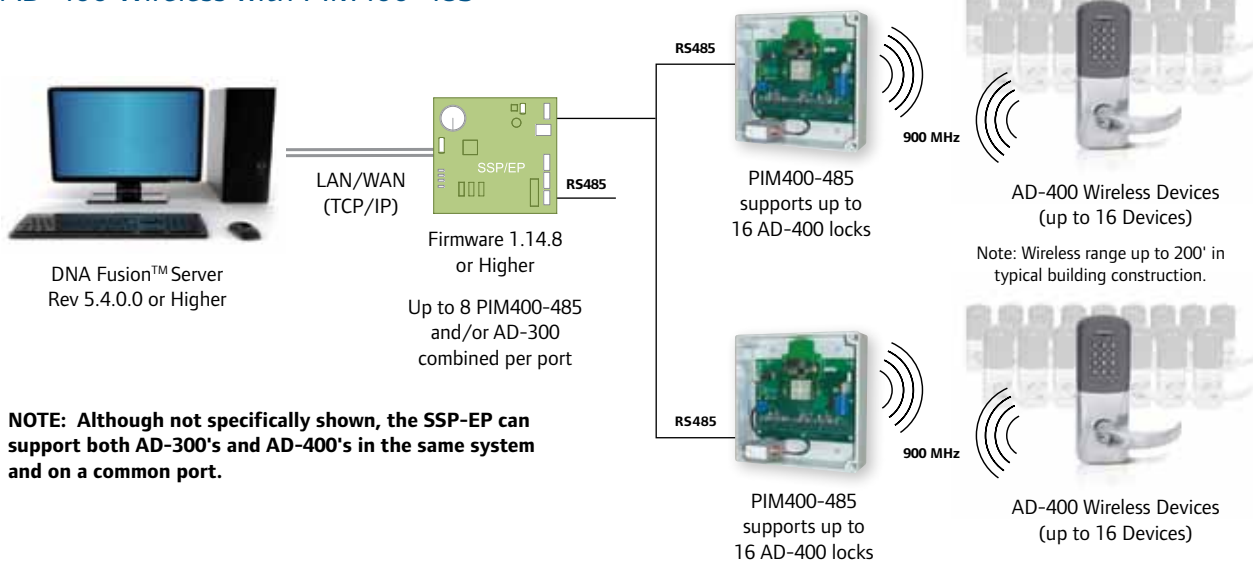 AD-400 Wireless with PIM400-485
RS485
900 MHz
PIM400-485
supports up to
16 AD-400 locks
AD-400 Wireless Devices
(up to 16 Devices)
Note: Wireless range up to 200' in
typical building construction.
LAN/WAN
(TCP/IP)
SSP/EP
RS485
Firmware 1.14.8
or Higher
Up to 8 PIM400-485
and/or AD-300
combined per port
DNA Fusion™ Server
Rev 5.4.0.0 or Higher
NOTE: Although not specifically shown, the SSP-EP can
support both AD-300's and AD-400's in the same system
and on a common port.
RS485
900 MHz
PIM400-485
supports up to
16 AD-400 locks
AD-400 Wireless Devices
(up to 16 Devices)